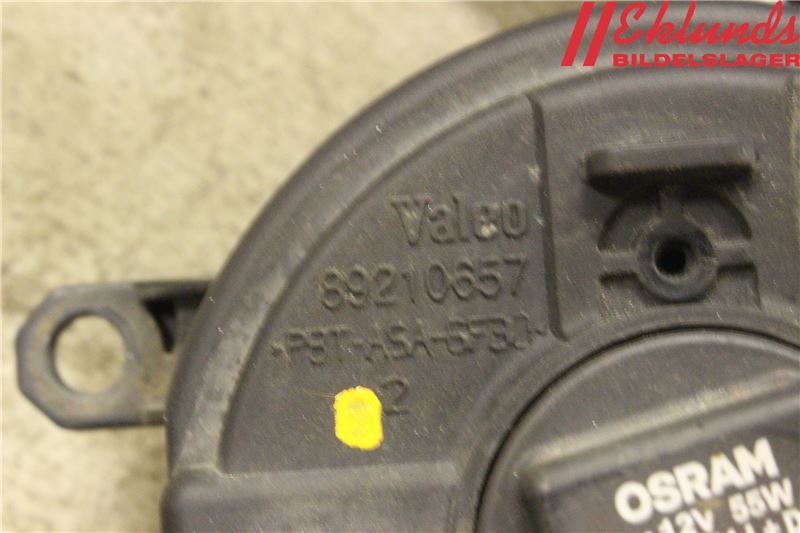 Eklunds
BILDELSLAGER
Valeo
89210657
>PBT-ASA-GF30<
2
OSRAM
12V 55W